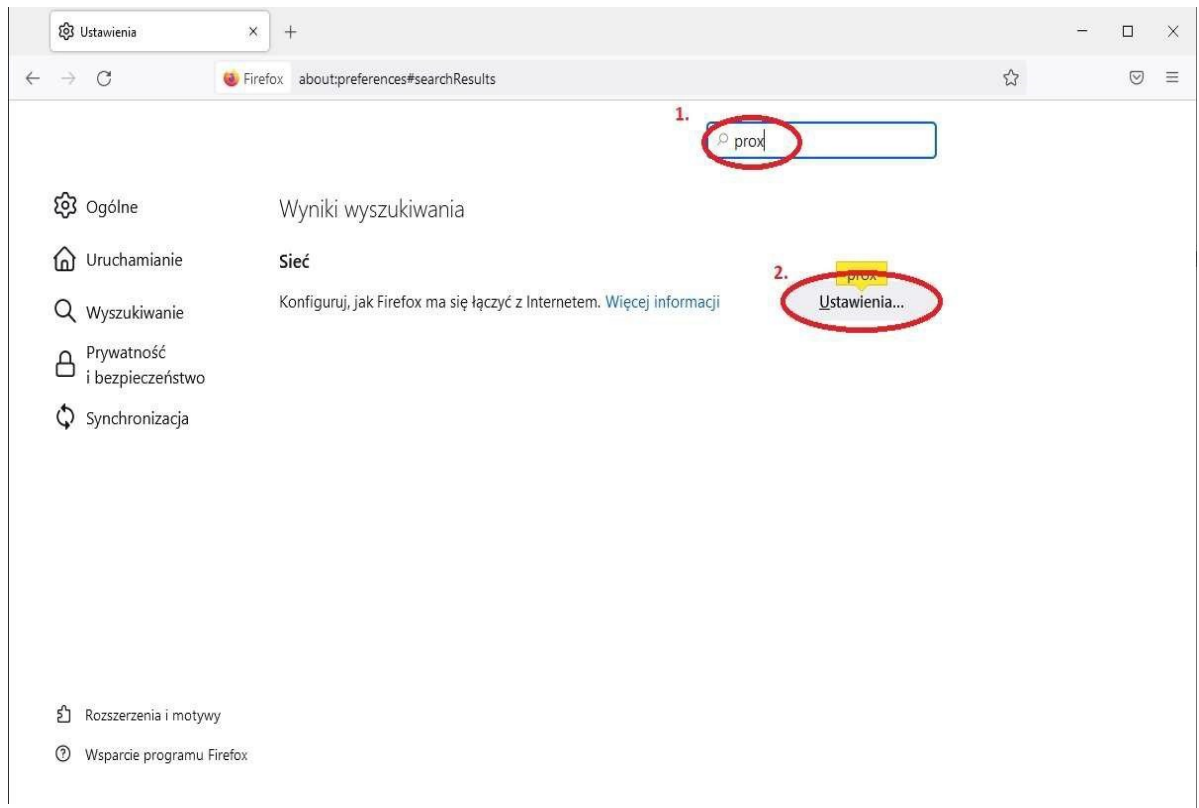 Ustawienia
Firefox about:preferences#searchResults
1.
prox
Ogólne
Uruchamianie
Wyszukiwanie
Prywatność
i bezpieczeństwo
Synchronizacja
Wyniki wyszukiwania
Sieć
2.
prox
Konfiguruj, jak Firefox ma się łączyć z Internetem. Więcej informacji
Ustawienia...
Rozszerzenia i motywy
Wsparcie programu Firefox